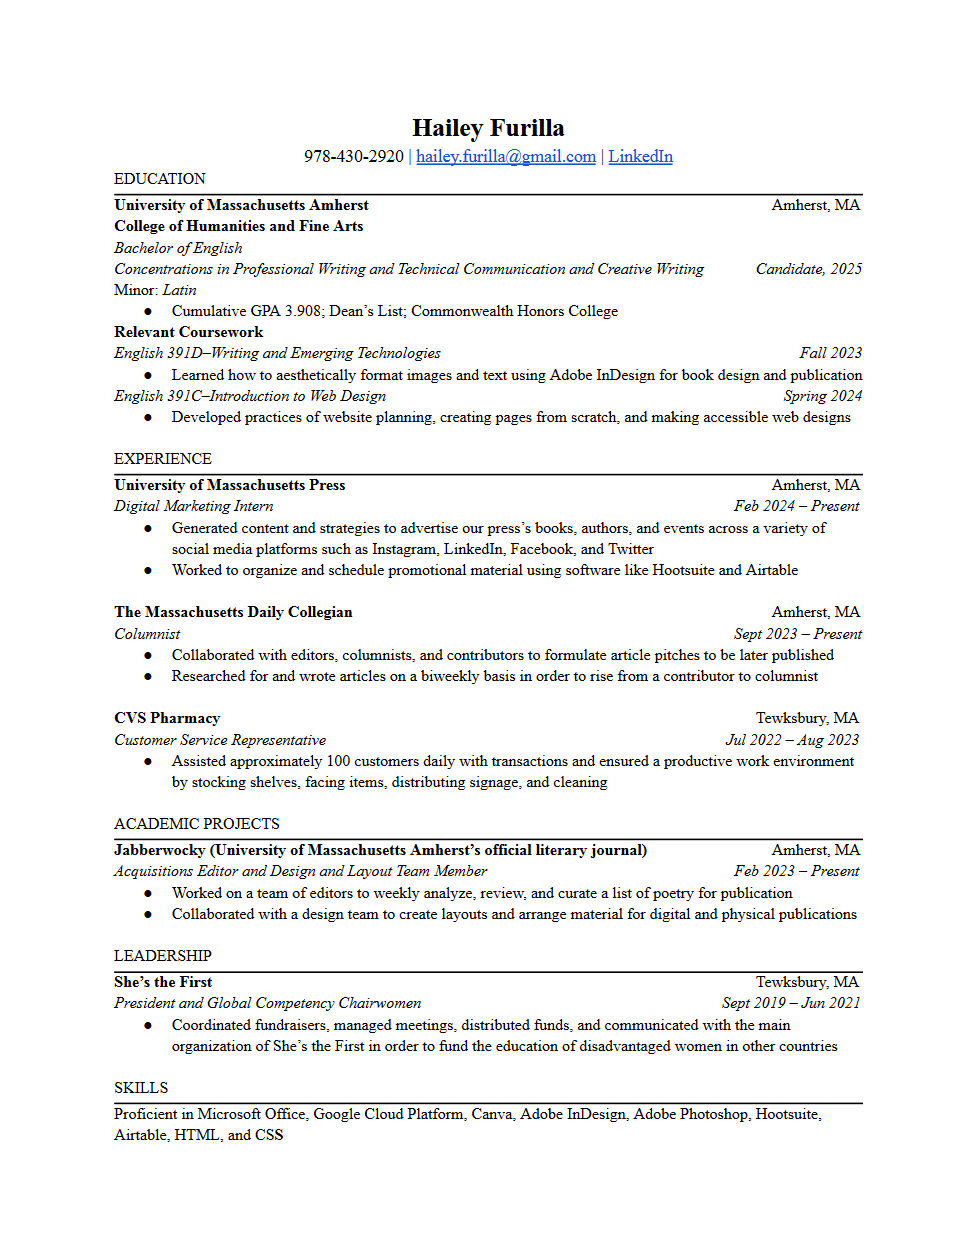 Hailey Furilla
978-430-2920 | hailey.furilla@gmail.com | LinkedIn
EDUCATION
University of Massachusetts Amherst Amherst, MA
College of Humanities and Fine Arts
Bachelor of English
Concentrations in Professional Writing and Technical Communication and Creative Writing Candidate, 2025
Minor: Latin
● Cumulative GPA 3.908; Dean’s List; Commonwealth Honors College
Relevant Coursework
English 391D–Writing and Emerging Technologies Fall 2023
● Learned how to aesthetically format images and text using Adobe InDesign for book design and publication
English 391C–Introduction to Web Design Spring 2024
● Developed practices of website planning, creating pages from scratch, and making accessible web designs
EXPERIENCE
University of Massachusetts Press Amherst, MA
Digital Marketing Intern Feb 2024 – Present
● Generated content and strategies to advertise our press’s books, authors, and events across a variety of
social media platforms such as Instagram, LinkedIn, Facebook, and Twitter
● Worked to organize and schedule promotional material using software like Hootsuite and Airtable
The Massachusetts Daily Collegian Amherst, MA
Columnist Sept 2023 – Present
● Collaborated with editors, columnists, and contributors to formulate article pitches to be later published
● Researched for and wrote articles on a biweekly basis in order to rise from a contributor to columnist
CVS Pharmacy Tewksbury, MA
Customer Service Representative Jul 2022 – Aug 2023
● Assisted approximately 100 customers daily with transactions and ensured a productive work environment
by stocking shelves, facing items, distributing signage, and cleaning
ACADEMIC PROJECTS
Jabberwocky (University of Massachusetts Amherst’s official literary journal) Amherst, MA
Acquisitions Editor and Design and Layout Team Member Feb 2023 – Present
● Worked on a team of editors to weekly analyze, review, and curate a list of poetry for publication
● Collaborated with a design team to create layouts and arrange material for digital and physical publications
LEADERSHIP
She’s the First Tewksbury, MA
President and Global Competency Chairwomen Sept 2019 – Jun 2021
● Coordinated fundraisers, managed meetings, distributed funds, and communicated with the main
organization of She’s the First in order to fund the education of disadvantaged women in other countries
SKILLS
Proficient in Microsoft Office, Google Cloud Platform, Canva, Adobe InDesign, Adobe Photoshop, Hootsuite,
Airtable, HTML, and CSS